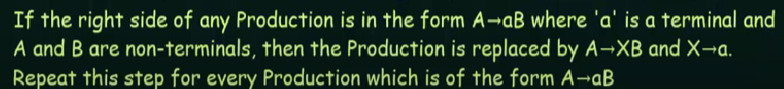 If the right side of any Production is in the form A→aB where 'a' is a terminal and
A and B are non-terminals, then the Production is replaced by A→XB and X→a.
Repeat this step for every Production which is of the form A→aB